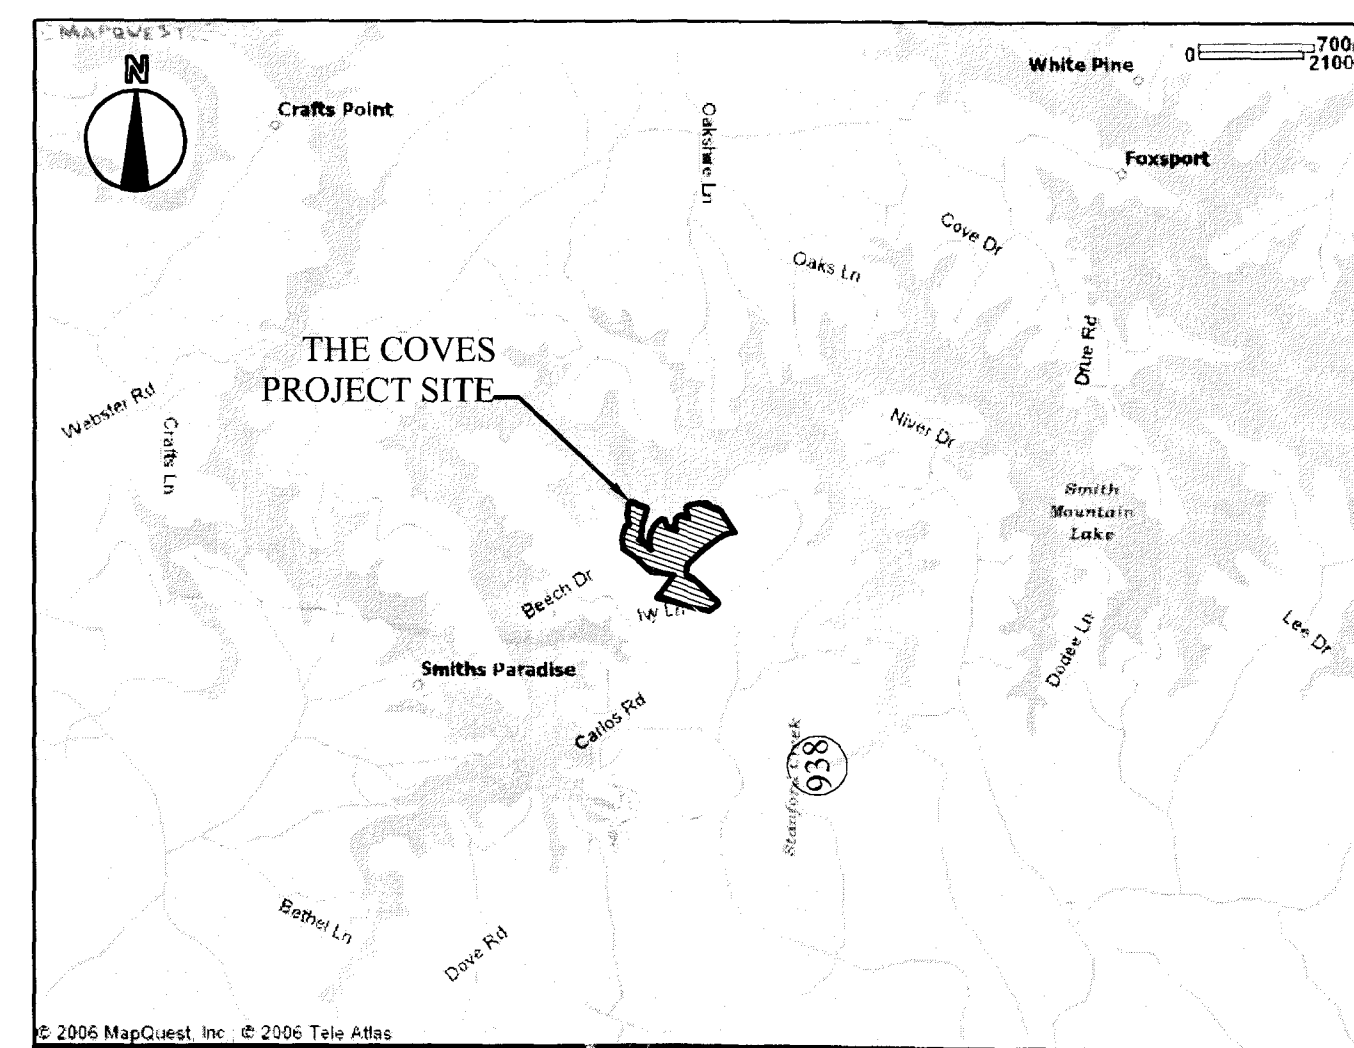 MAPQUEST
N
White Pine
0
700
2100
Crafts Point
Oakshire Ln
Foxsport
Cove Dr
Oaks Ln
THE COVES
PROJECT SITE
Drue Rd
Webster Rd
Crafts Ln
Niver Dr
Smith
Mountain
Lake
Beech Dr
Ivy Ln
Lee Dr
Dodee Ln
Smiths Paradise
Carlos Rd
938
Creek
Bethel Ln
Dove Rd
© 2006 MapQuest, Inc.; © 2006 Tele Atlas